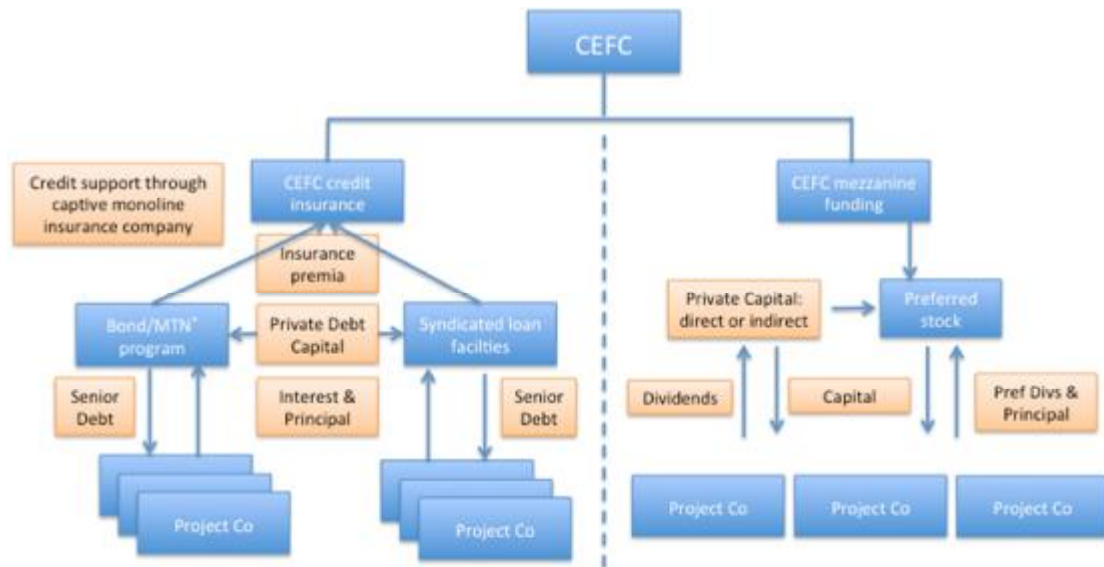 CEFC
Credit support through
captive monoline
insurance company
CEFC credit
insurance
CEFC mezzanine
funding
Insurance
premia
Bond/MTN*
program
Private Debt
Capital
Syndicated loan
facilties
Private Capital:
direct or indirect
Preferred
stock
Senior
Debt
Interest &
Principal
Senior
Debt
Dividends
Capital
Pref Divs &
Principal
Project Co
Project Co
Project Co
Project Co
Project Co